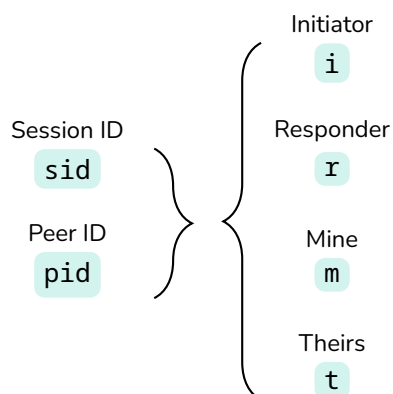 Session ID
sid
Peer ID
pid
Initiator
i
Responder
r
Mine
m
Theirs
t